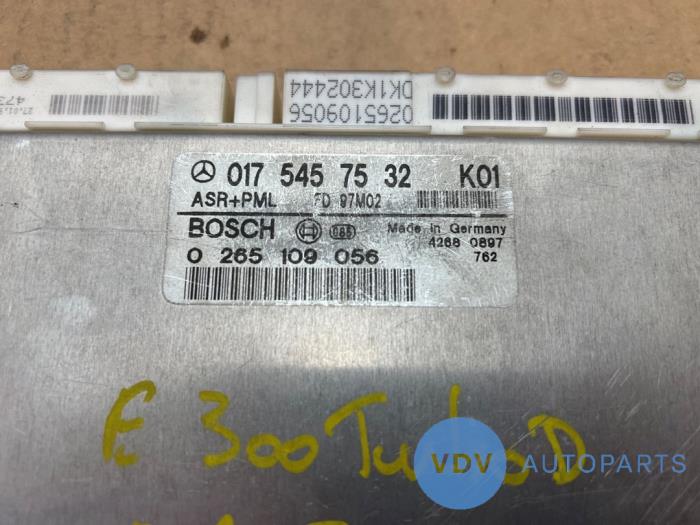 0265109056
DK1K302444
017 545 75 32 K01
ASR+PML FD 97M02
BOSCH 085 Made in Germany
4268 0897
0 265 109 056 762
E 300 Turbo D
VDV AUTOPARTS